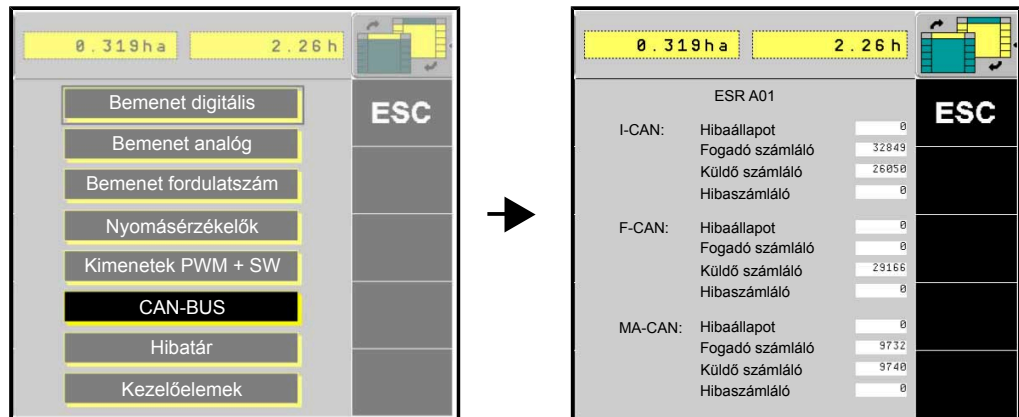 0.319ha 2.26h
ESC
Bemenet digitális
Bemenet analóg
Bemenet fordulatszám
Nyomásérzékelők
Kimenetek PWM + SW
CAN-BUS
Hibatár
Kezelőelemek
0.319ha 2.26h
ESC
ESR A01
I-CAN: Hibaállapot 0
Fogadó számláló 32849
Küldő számláló 26050
Hibaszámláló 0
F-CAN: Hibaállapot 0
Fogadó számláló 0
Küldő számláló 29166
Hibaszámláló 0
MA-CAN: Hibaállapot 0
Fogadó számláló 9732
Küldő számláló 9740
Hibaszámláló 0